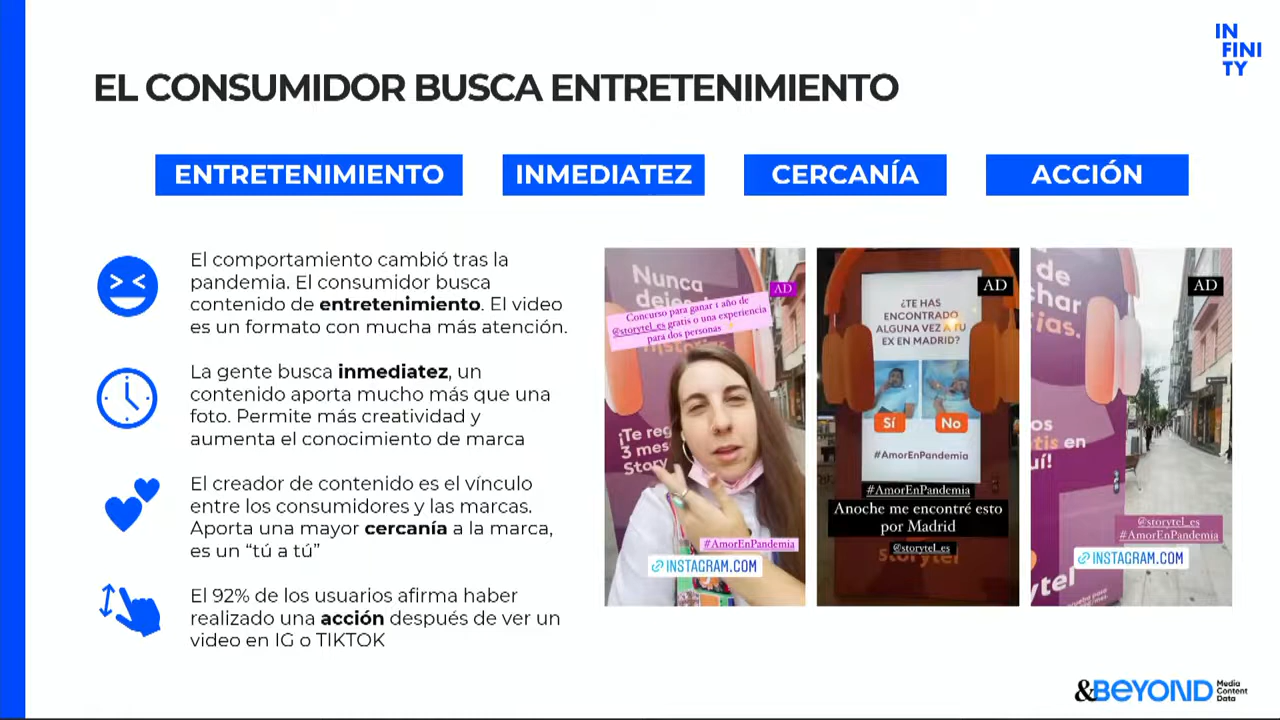 IN
FINI
TY
EL CONSUMIDOR BUSCA ENTRETENIMIENTO
ENTRETENIMIENTO
INMEDIATEZ
CERCANÍA
ACCIÓN
El comportamiento cambió tras la
pandemia. El consumidor busca
contenido de entretenimiento. El video
es un formato con mucha más atención.
La gente busca inmediatez, un
contenido aporta mucho más que una
foto. Permite más creatividad y
aumenta el conocimiento de marca
El creador de contenido es el vínculo
entre los consumidores y las marcas.
Aporta una mayor cercanía a la marca,
es un “tú a tú”
El 92% de los usuarios afirma haber
realizado una acción después de ver un
video en IG o TIKTOK
Nunca
AD
Concurso para ganar 1 año de
@storytel_es gratis o una experiencia
para dos personas
¡Te reg
3 mes
Story
#AmorEnPandemia
INSTAGRAM.COM
AD
¿TE HAS
ENCONTRADO
ALGUNA VEZ A TU
EX EN MADRID?
Sí
No
#AmorEnPandemia
#AmorEnPandemia
Anoche me encontré esto
por Madrid
@storytel_es
storytel
de
AD
char
ias.
os
tis en
uí!
@storytel_es
#AmorEnPandemia
INSTAGRAM.COM
ytel
&BEYOND
Media
Content
Data